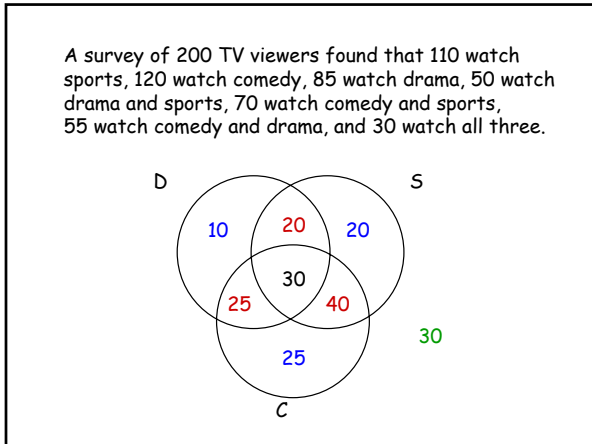 A survey of 200 TV viewers found that 110 watch
sports, 120 watch comedy, 85 watch drama, 50 watch
drama and sports, 70 watch comedy and sports,
55 watch comedy and drama, and 30 watch all three.
D S
10 20 20
30
25 40
30
25
C